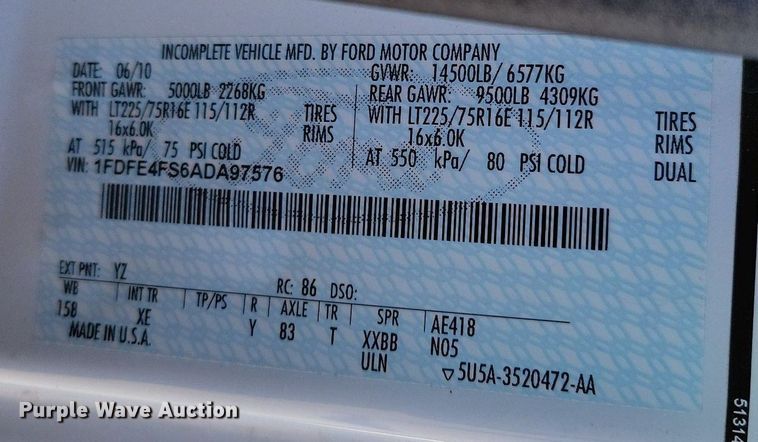 INCOMPLETE VEHICLE MFD. BY FORD MOTOR COMPANY
DATE: 06/10 GVWR: 14500LB/ 6577KG
FRONT GAWR: 5000LB 2268KG REAR GAWR: 9500LB 4309KG
WITH LT225/75R16E 115/112R TIRES WITH LT225/75R16E 115/112R TIRES
16x6.0K RIMS 16x6.0K RIMS
AT 515 kPa/ 75 PSI COLD AT 550 kPa/ 80 PSI COLD DUAL
VIN: 1FDFE4FS6ADA97576
EXT PNT: YZ RC: 86 DSO:
WB INT TR TP/PS R AXLE TR SPR AE418
158 XE Y 83 T XXBB N05
MADE IN U.S.A. ULN ▽5U5A-3520472-AA
Purple Wave Auction